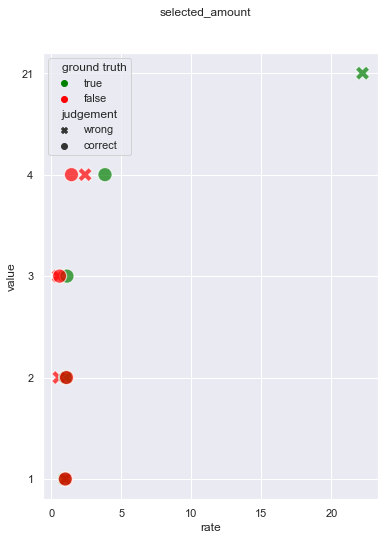 selected_amount
ground truth
true
false
judgement
wrong
correct
21
4
3
2
1
value
0
5
10
15
20
rate